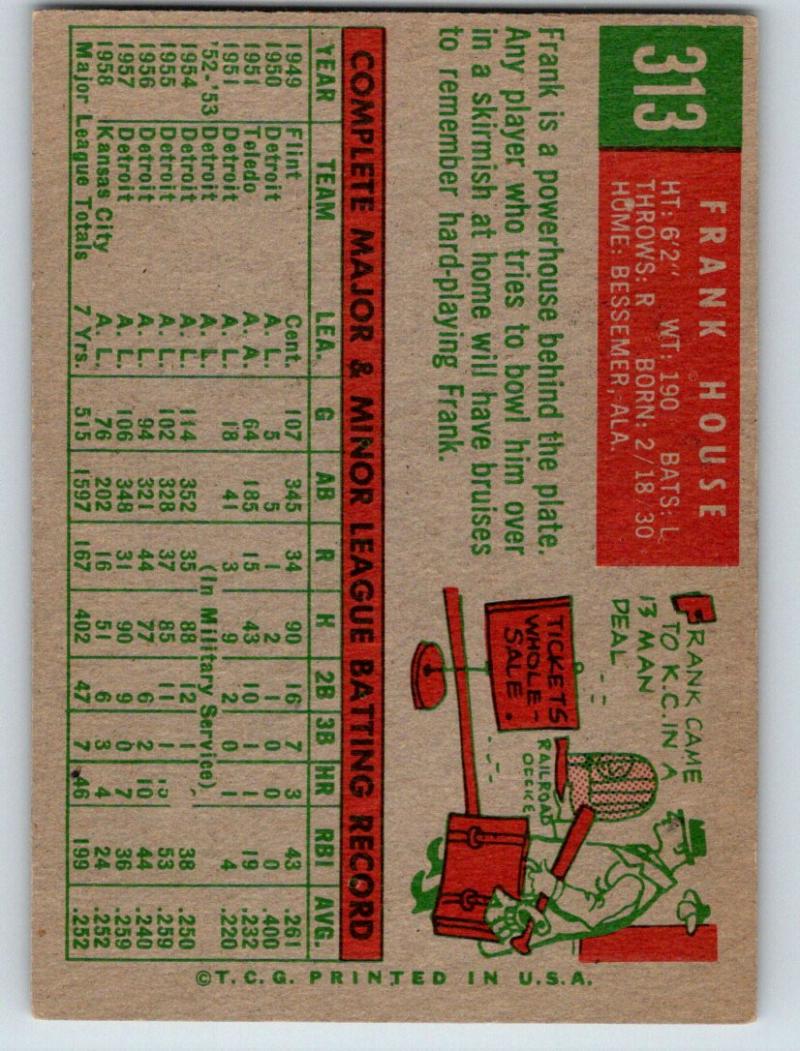 313
FRANK HOUSE
HT: 6'2" WT: 190 BATS: L
THROWS: R BORN: 2/18 30
HOME: BESSEMER, ALA.
Frank is a powerhouse behind the plate.
Any player who tries to bowl him over
in a skirmish at home will have bruises
to remember hard-playing Frank.
FRANK CAME
TO K.C. IN A
13 MAN
DEAL
TICKETS
WHOLE-
SALE.
RAILROAD
OFFICE
COMPLETE MAJOR & MINOR LEAGUE BATTING RECORD
YEAR TEAM LEA. G AB R H 2B 3B HR RBI AVG.
1949 Flint Cent. 107 345 34 90 16 7 3 43 .261
1950 Detroit A. L. 5 5 1 2 1 0 0 0 .400
1951 Toledo A. A. 64 185 15 43 10 0 1 19 .232
1951 Detroit A. L. 18 41 3 9 2 0 1 4 .220
'52-'53 Detroit A. L. (In Military Service)
1954 Detroit A. L. 114 352 35 88 12 1 38 .250
1955 Detroit A. L. 102 328 37 85 11 1 53 .259
1956 Detroit A. L. 94 321 44 77 6 2 10 44 .240
1957 Detroit A. L. 106 348 31 90 9 0 7 36 .259
1958 Kansas City A. L. 76 202 16 51 6 3 4 24 .252
Major League Totals 7 Yrs. 515 1597 167 402 47 7 46 199 .252
©T.C.G. PRINTED IN U.S.A.